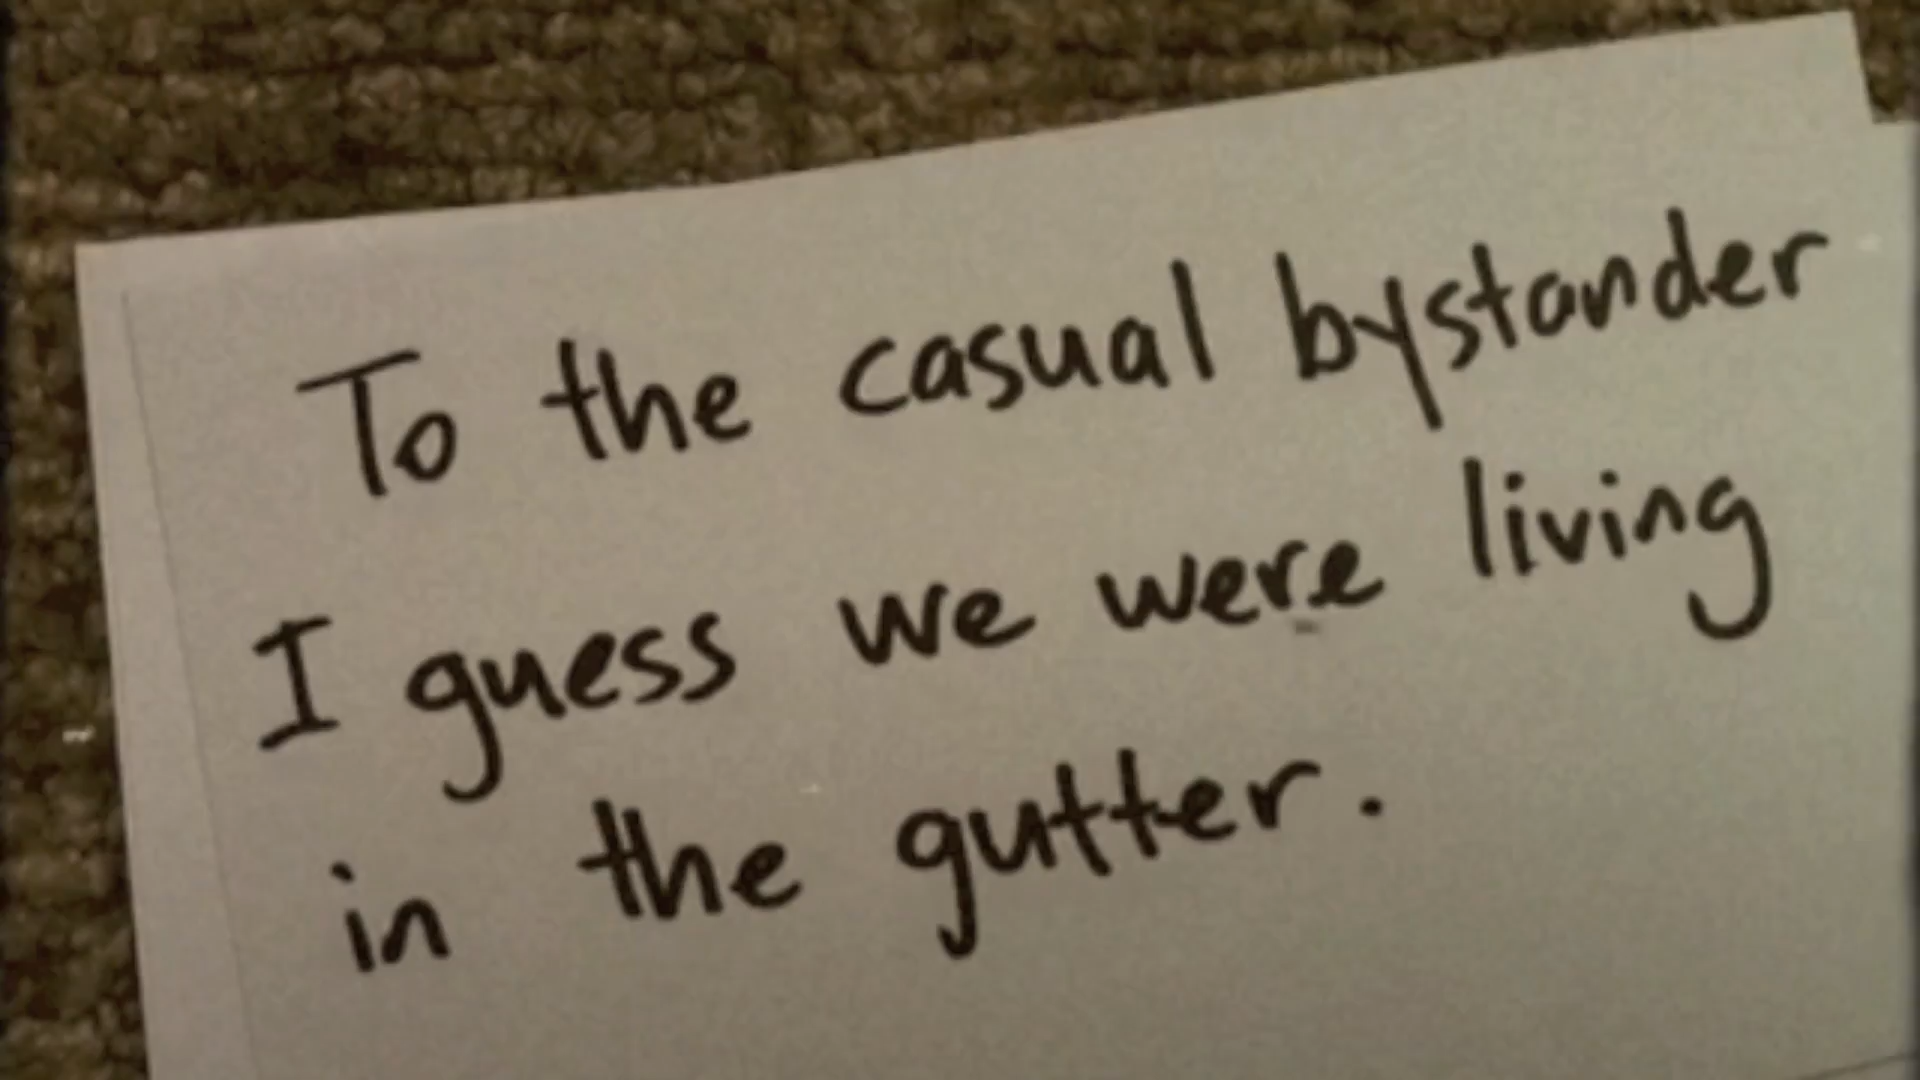 To the casual bystander
I guess we were living
in the gutter.